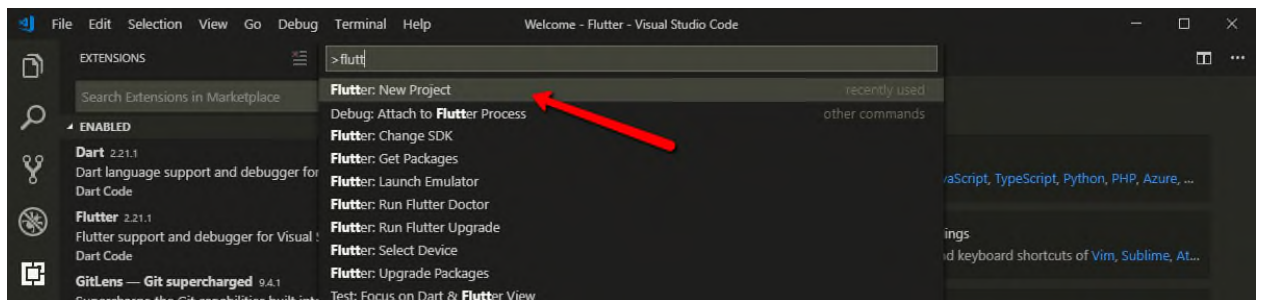 File Edit Selection View Go Debug Terminal Help Welcome - Flutter - Visual Studio Code
EXTENSIONS
Search Extensions in Marketplace
ENABLED
Dart 2.21.1
Dart language support and debugger for
Dart Code
Flutter 2.21.1
Flutter support and debugger for Visual
Dart Code
GitLens — Git supercharged 9.4.1
>flutt
Flutter: New Project recently used
Debug: Attach to Flutter Process other commands
Flutter: Change SDK
Flutter: Get Packages
Flutter: Launch Emulator
Flutter: Run Flutter Doctor
Flutter: Run Flutter Upgrade
Flutter: Select Device
Flutter: Upgrade Packages
Test: Focus on Dart & Flutter View
vaScript, TypeScript, Python, PHP, Azure, ...
ings
nd keyboard shortcuts of Vim, Sublime, At...